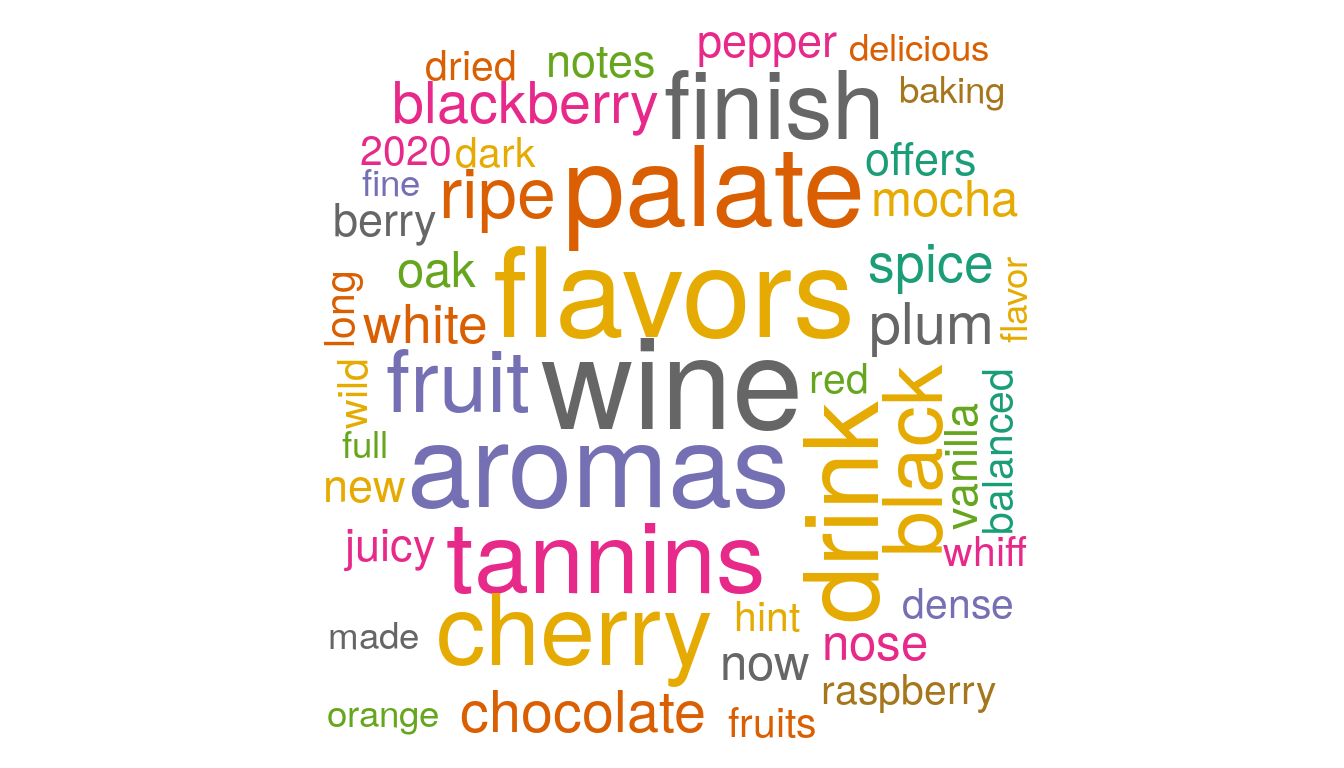 pepper
delicious
dried
notes
blackberry
finish
baking
2020
dark
fine
ripe
palate
offers
mocha
berry
oak
flavors
spice
flavor
long
white
plum
wild
fruit
wine
red
black
balanced
full
new
aromas
drink
vanilla
juicy
tannins
whiff
made
cherry
hint
dense
now
nose
raspberry
orange
chocolate
fruits